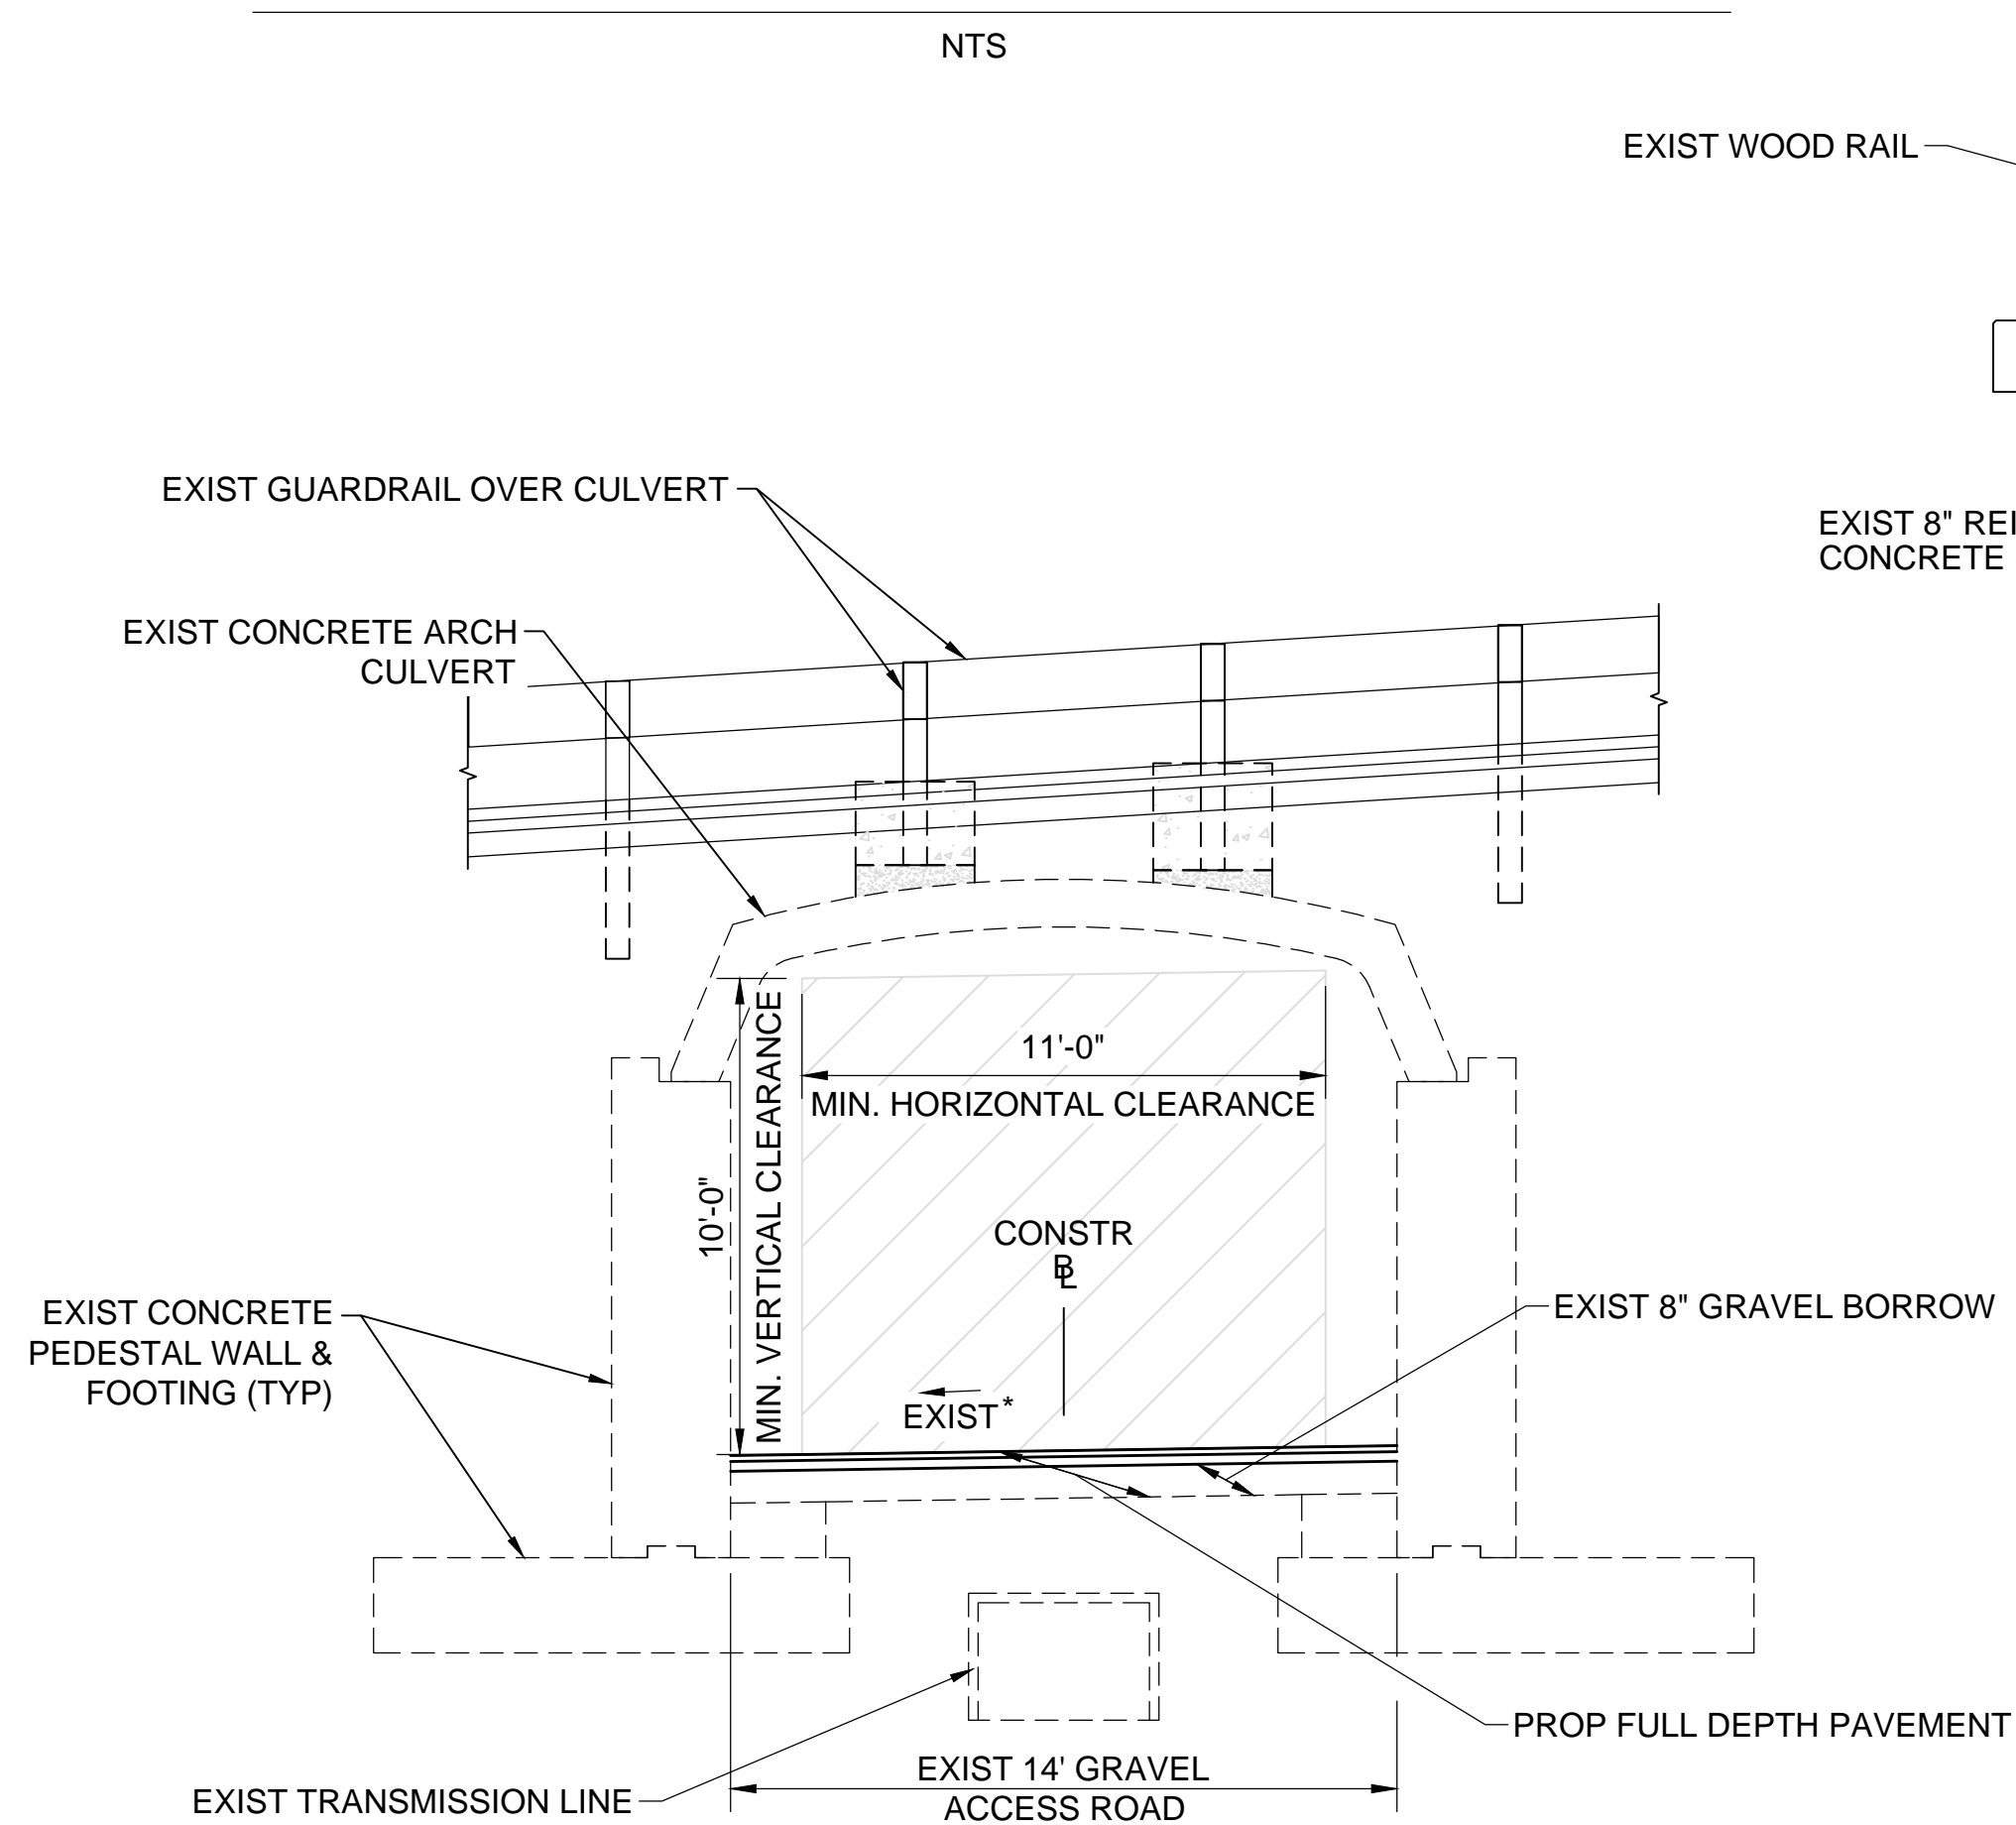 NTS
EXIST WOOD RAIL
EXIST GUARDRAIL OVER CULVERT
EXIST 8" REI
CONCRETE
EXIST CONCRETE ARCH
CULVERT
11'-0"
MIN. HORIZONTAL CLEARANCE
10'-0"
MIN. VERTICAL CLEARANCE
CONSTR
BL
EXIST*
EXIST CONCRETE
PEDESTAL WALL &
FOOTING (TYP)
EXIST 8" GRAVEL BORROW
PROP FULL DEPTH PAVEMENT
EXIST 14' GRAVEL
ACCESS ROAD
EXIST TRANSMISSION LINE